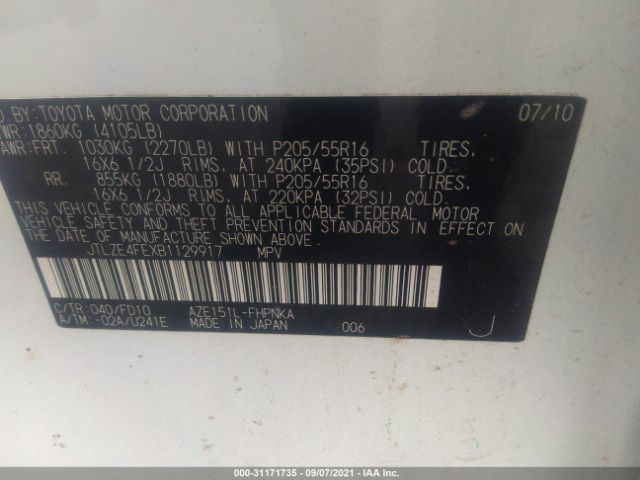 D BY: TOYOTA MOTOR CORPORATION 07/10
WR: 1860KG (4105LB)
AWR: FRT. 1030KG (2270LB) WITH P205/55R16 TIRES,
16X6 1/2J RIMS, AT 240KPA (35PSI) COLD.
RR. 855KG (1880LB) WITH P205/55R16 TIRES,
16X6 1/2J RIMS, AT 220KPA (32PSI) COLD.
THIS VEHICLE CONFORMS TO ALL APPLICABLE FEDERAL MOTOR
VEHICLE SAFETY AND THEFT PREVENTION STANDARDS IN EFFECT ON
THE DATE OF MANUFACTURE SHOWN ABOVE.
JTLZE4FEXB1129917 MPV
C/TR: 040/FD10 AZE151L-FHPNKA
A/TM: -02A/U241E MADE IN JAPAN 006 J
000-31171735 - 09/07/2021 - IAA Inc.